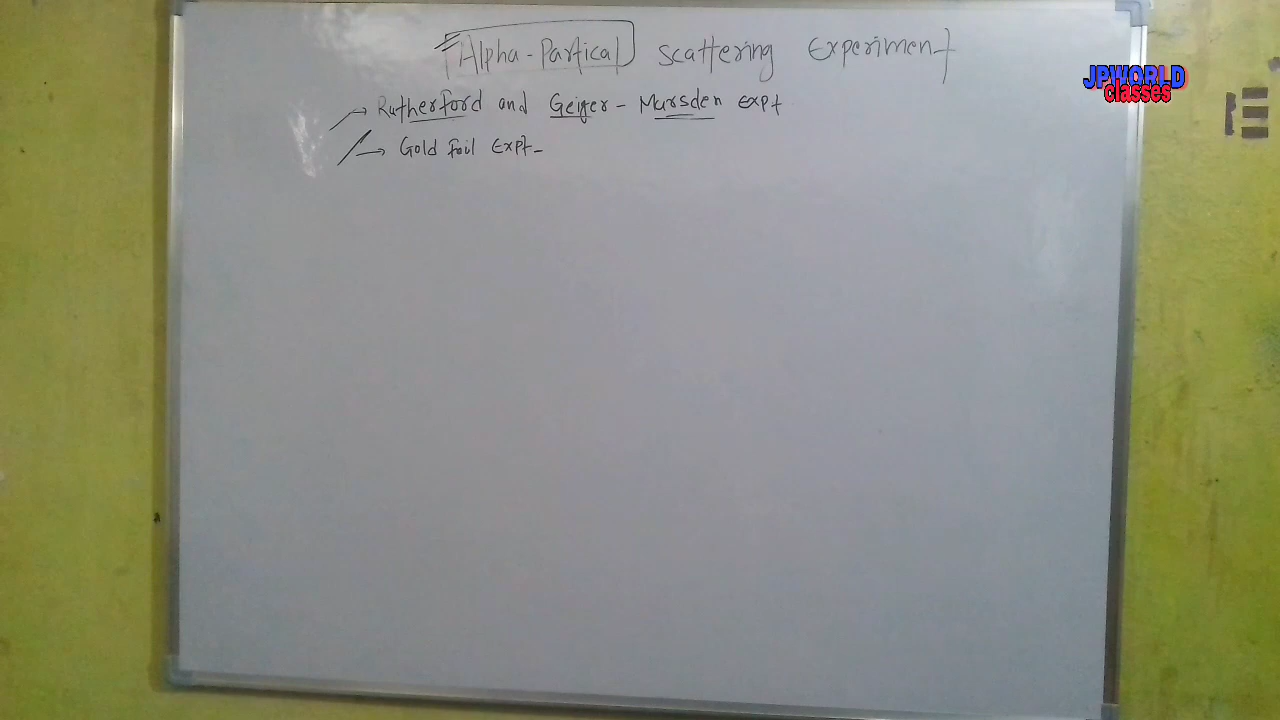 Alpha-Partical Scattering Experiment
JPWORLD
classes
→ Rutherford and Geiger - Marsden Expt
→ Gold foil Expt-